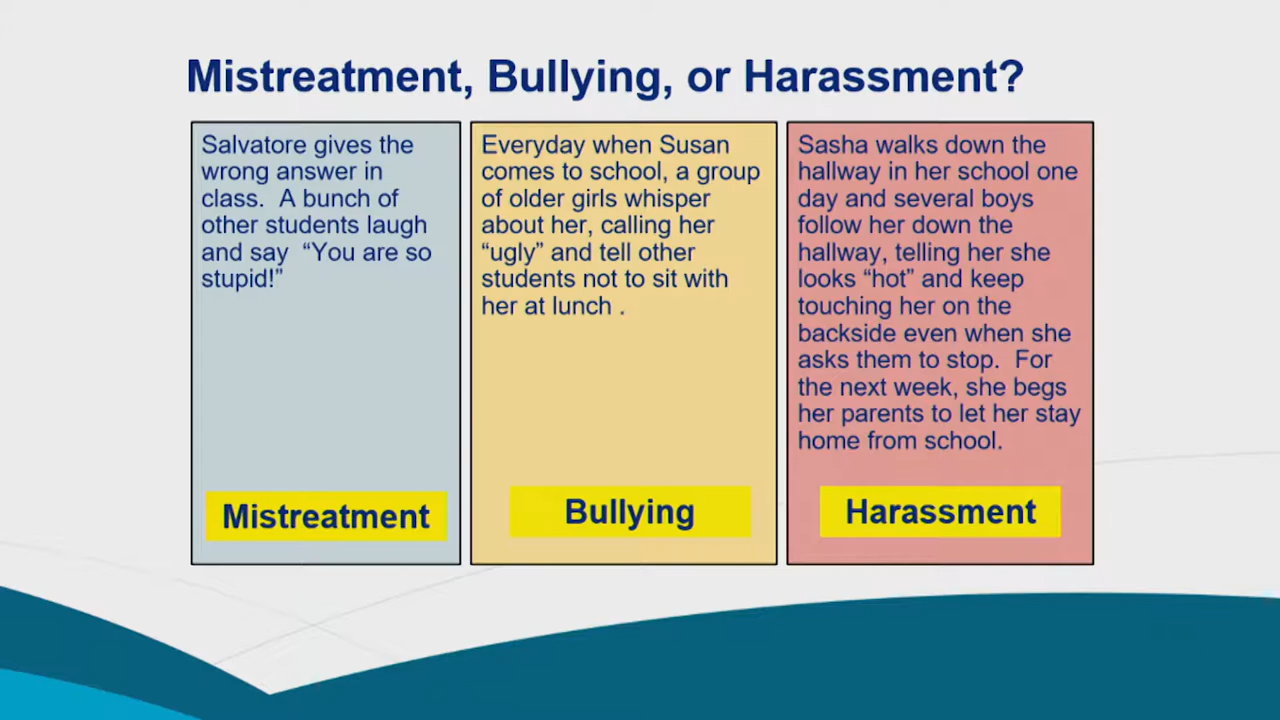 Mistreatment, Bullying, or Harassment?
Salvatore gives the
wrong answer in
class.  A bunch of
other students laugh
and say  “You are so
stupid!”
Mistreatment
Everyday when Susan
comes to school, a group
of older girls whisper
about her, calling her
“ugly” and tell other
students not to sit with
her at lunch .
Bullying
Sasha walks down the
hallway in her school one
day and several boys
follow her down the
hallway, telling her she
looks “hot” and keep
touching her on the
backside even when she
asks them to stop.  For
the next week, she begs
her parents to let her stay
home from school.
Harassment